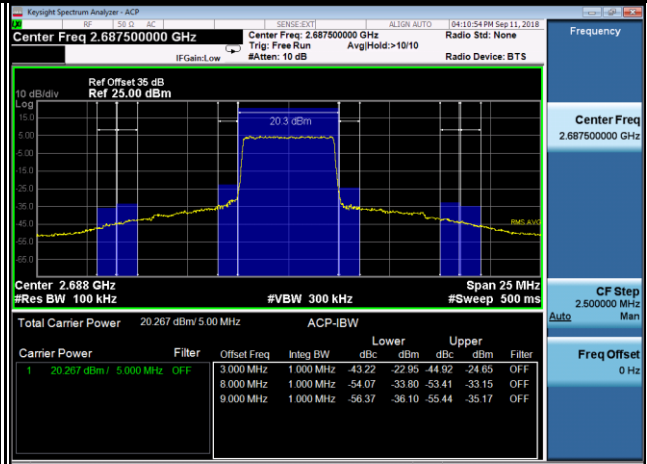 Keysight Spectrum Analyzer - ACP
RF 50 Ω AC SENSE:EXT ALIGN AUTO 04:10:54 PM Sep 11, 2018
Center Freq 2.687500000 GHz
Center Freq: 2.687500000 GHz
Radio Std: None
Trig: Free Run Avg|Hold:>10/10
IFGain:Low
#Atten: 10 dB
Radio Device: BTS
Frequency
Ref Offset 35 dB
10 dB/div Ref 25.00 dBm
Log
15.0
5.00
-5.00
-15.0
-25.0
-35.0
-45.0
-55.0
-65.0
20.3 dBm
RMS AVG
Center 2.688 GHz Span 25 MHz
#Res BW 100 kHz #VBW 300 kHz #Sweep 500 ms
Total Carrier Power 20.267 dBm/ 5.00 MHz ACP-IBW
Lower Upper
Carrier Power Filter Offset Freq Integ BW dBc dBm dBc dBm Filter
1 20.267 dBm / 5.000 MHz OFF 3.000 MHz 1.000 MHz -43.22 -22.95 -44.92 -24.65 OFF
8.000 MHz 1.000 MHz -54.07 -33.80 -53.41 -33.15 OFF
9.000 MHz 1.000 MHz -56.37 -36.10 -55.44 -35.17 OFF
Center Freq
2.687500000 GHz
CF Step
2.500000 MHz
Auto Man
Freq Offset
0 Hz